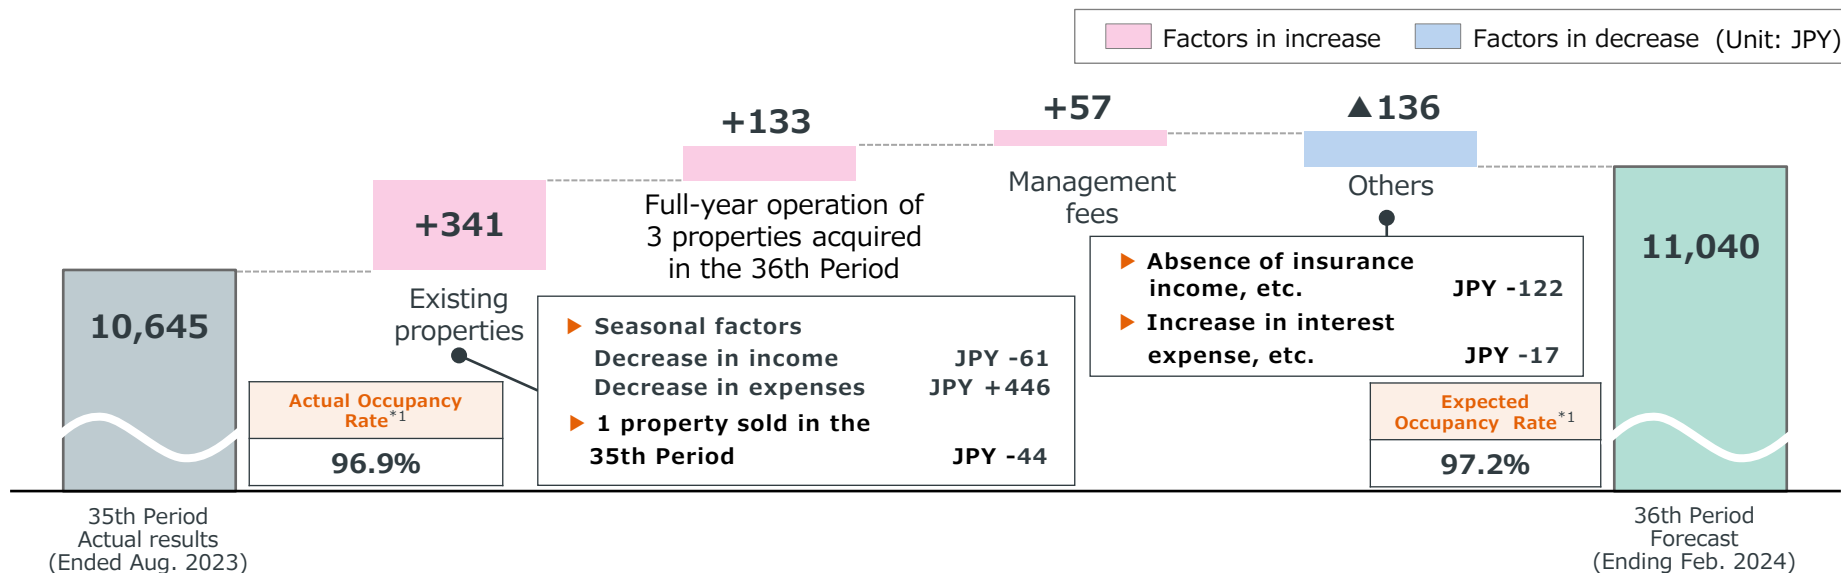 Factors in increase Factors in decrease (Unit: JPY)
+133
+57
▲136
+341
Existing
properties
Full-year operation of
3 properties acquired
in the 36th Period
Management
fees
Others
10,645
11,040
Actual Occupancy
Rate*1
96.9%
▶ Seasonal factors
Decrease in income JPY -61
Decrease in expenses JPY +446
▶ 1 property sold in the
35th Period JPY -44
▶ Absence of insurance
income, etc. JPY -122
▶ Increase in interest
expense, etc. JPY -17
Expected
Occupancy Rate*1
97.2%
35th Period
Actual results
(Ended Aug. 2023)
36th Period
Forecast
(Ending Feb. 2024)